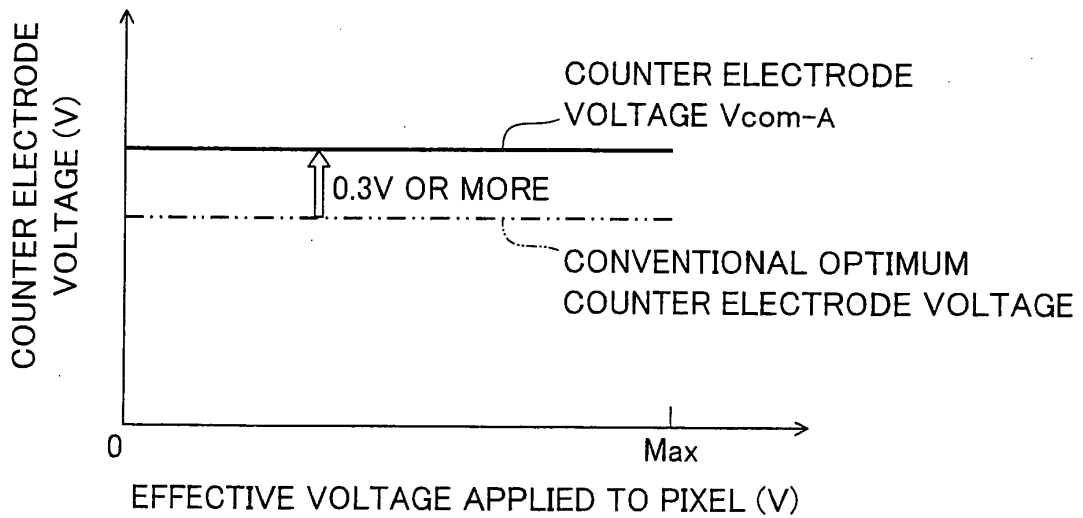 COUNTER ELECTRODE
VOLTAGE (V)
COUNTER ELECTRODE
VOLTAGE Vcom-A
0.3V OR MORE
CONVENTIONAL OPTIMUM
COUNTER ELECTRODE VOLTAGE
0
Max
EFFECTIVE VOLTAGE APPLIED TO PIXEL (V)